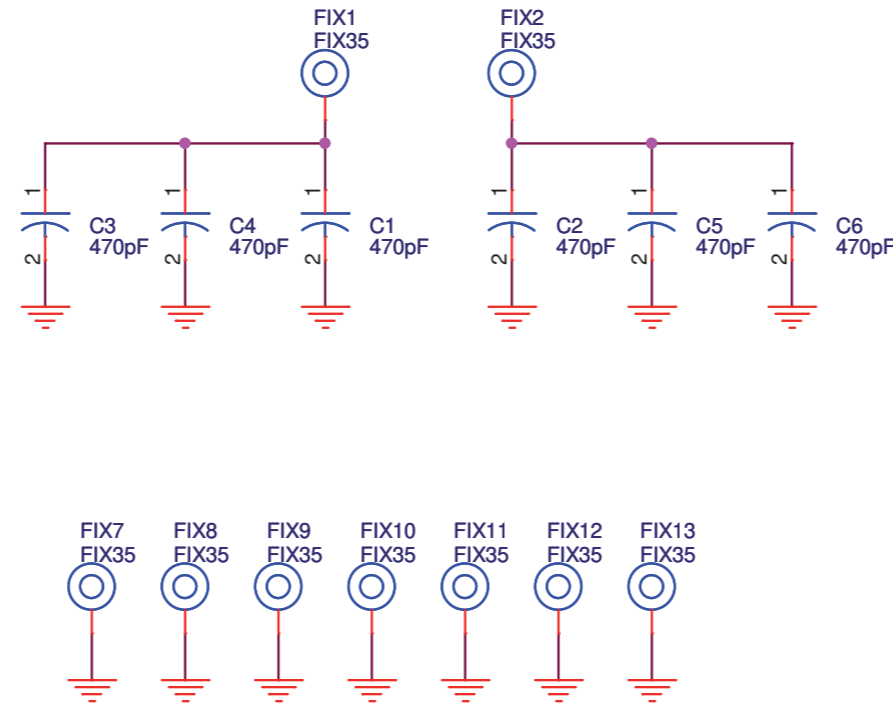 FIX1 FIX2
FIX35 FIX35
1 1 1 1 1 1
C3 C4 C1 C2 C5 C6
470pF 470pF 470pF 470pF 470pF 470pF
2 2 2 2 2 2
FIX7 FIX8 FIX9 FIX10 FIX11 FIX12 FIX13
FIX35 FIX35 FIX35 FIX35 FIX35 FIX35 FIX35